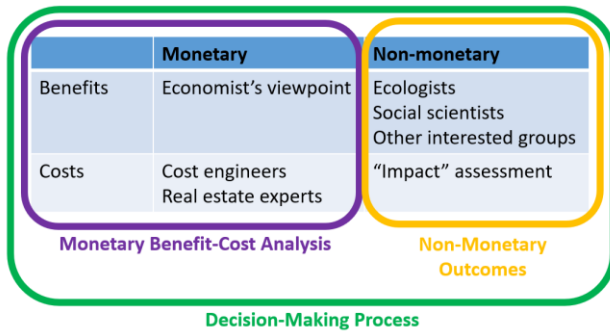 Monetary Non-monetary
Benefits Economist's viewpoint Ecologists
Social scientists
Other interested groups
Costs Cost engineers "Impact" assessment
Real estate experts
Monetary Benefit-Cost Analysis Non-Monetary
Outcomes
Decision-Making Process